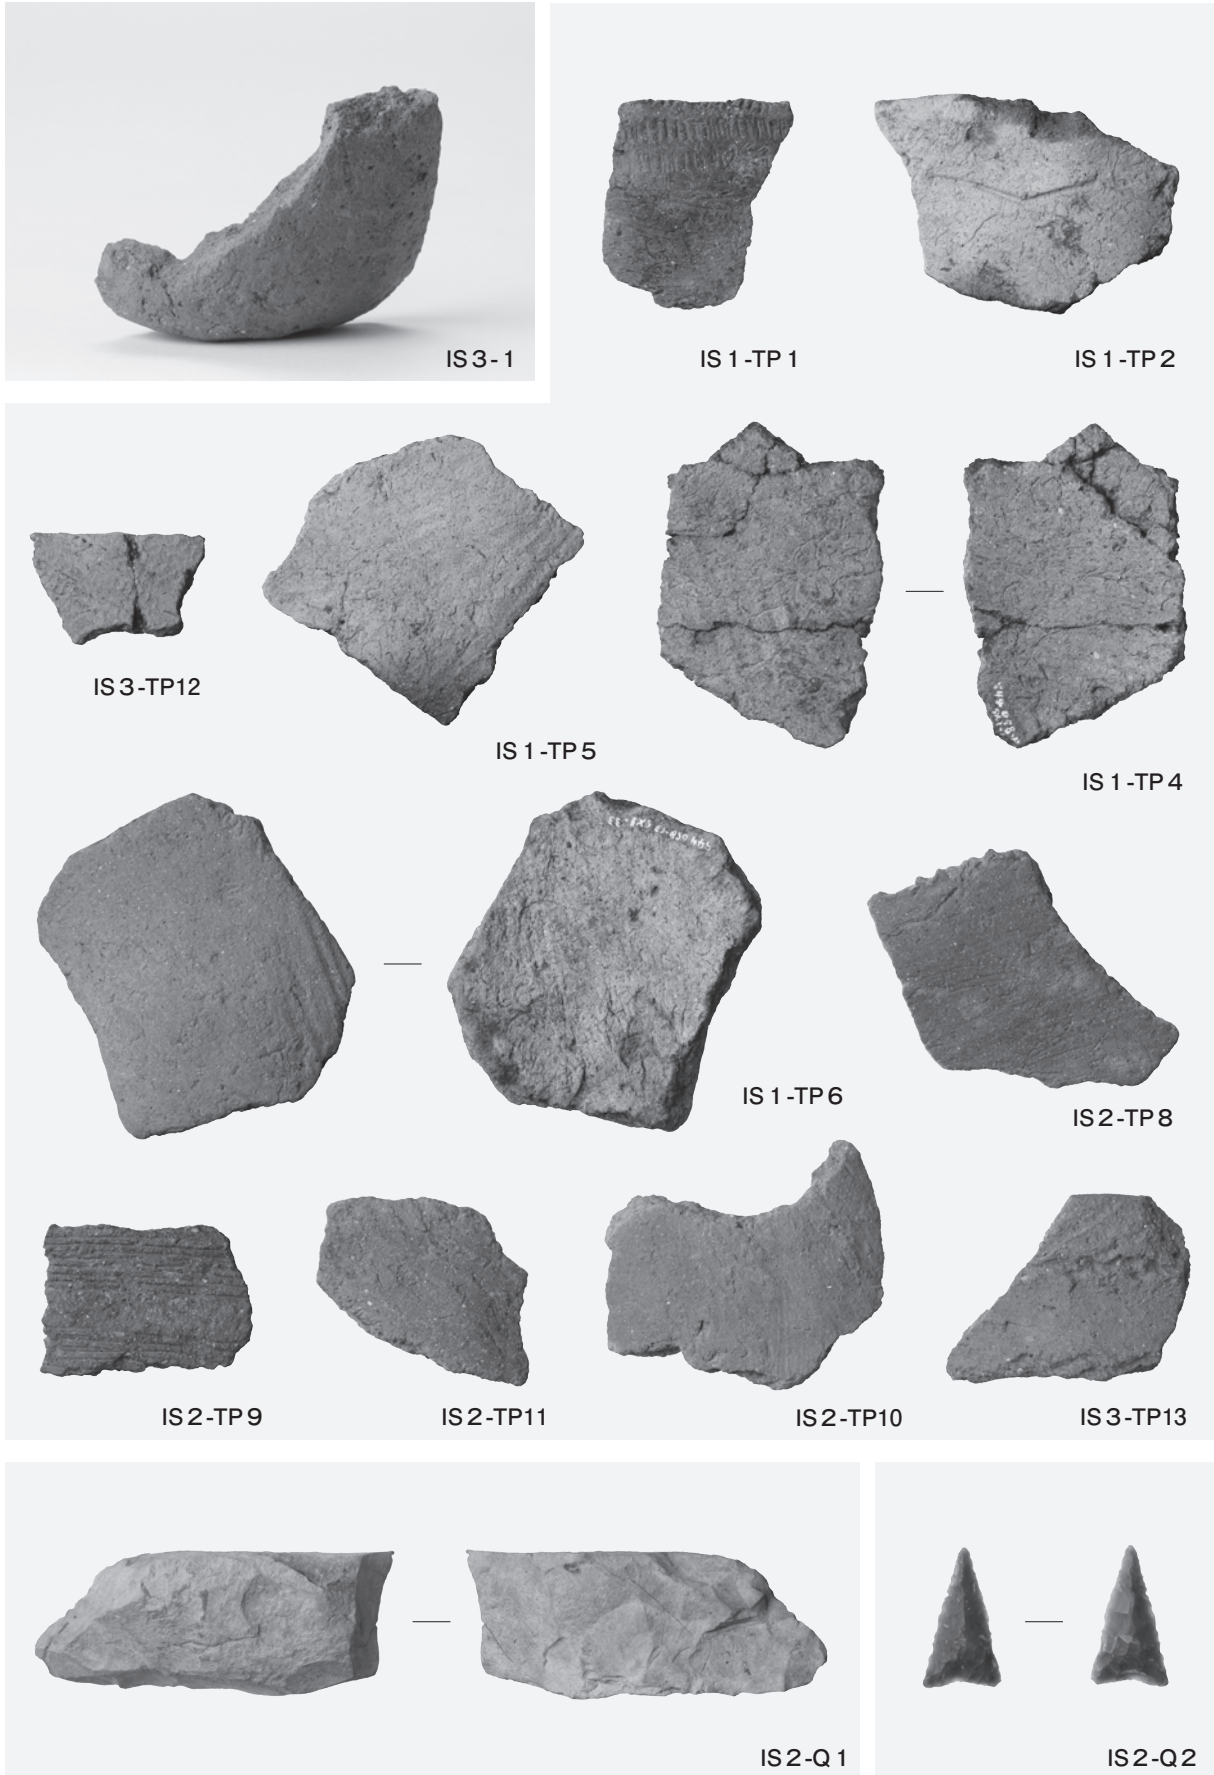 IS3-1
IS1-TP1
IS1-TP2
IS3-TP12
IS1-TP5
IS1-TP4
IS1-TP6
IS2-TP8
IS2-TP9
IS2-TP11
IS2-TP10
IS3-TP13
IS2-Q1
IS2-Q2